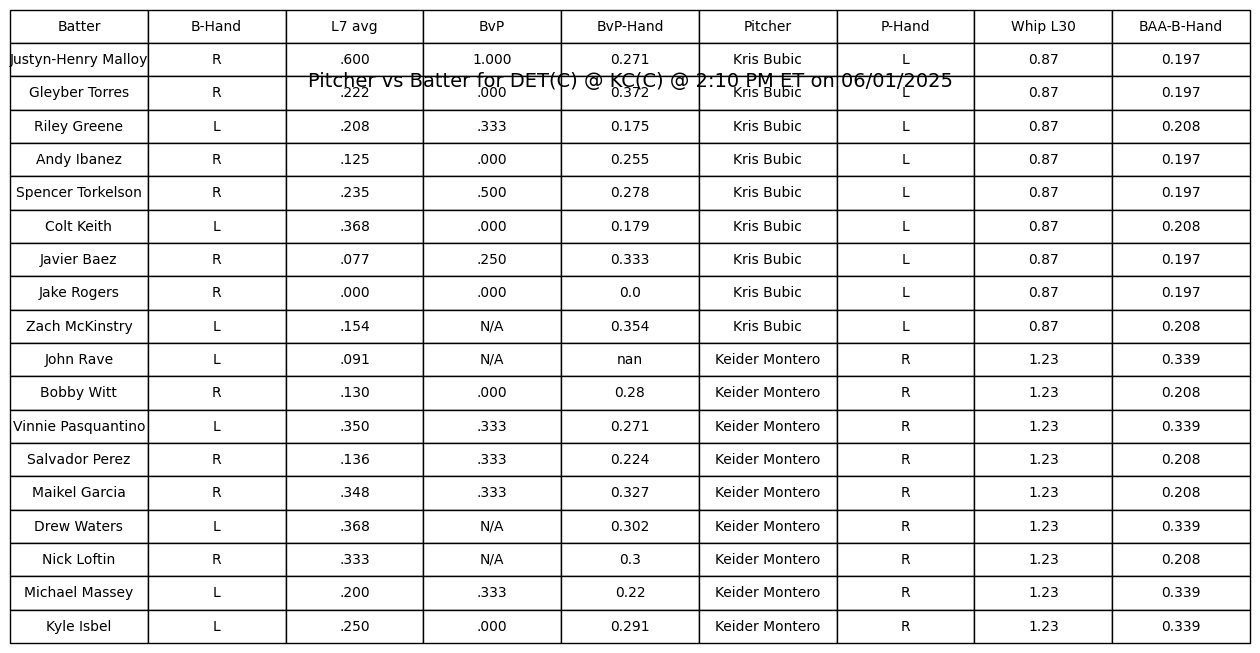 Batter B-Hand L7 avg BvP BvP-Hand Pitcher P-Hand Whip L30 BAA-B-Hand
Justyn-Henry Malloy R .600 1.000 0.271 Kris Bubic L 0.87 0.197
Pitcher vs Batter for DET(C) @ KC(C) @ 2:10 PM ET on 06/01/2025
Gleyber Torres R .222 .000 0.372 Kris Bubic L 0.87 0.197
Riley Greene L .208 .333 0.175 Kris Bubic L 0.87 0.208
Andy Ibanez R .125 .000 0.255 Kris Bubic L 0.87 0.197
Spencer Torkelson R .235 .500 0.278 Kris Bubic L 0.87 0.197
Colt Keith L .368 .000 0.179 Kris Bubic L 0.87 0.208
Javier Baez R .077 .250 0.333 Kris Bubic L 0.87 0.197
Jake Rogers R .000 .000 0.0 Kris Bubic L 0.87 0.197
Zach McKinstry L .154 N/A 0.354 Kris Bubic L 0.87 0.208
John Rave L .091 N/A nan Keider Montero R 1.23 0.339
Bobby Witt R .130 .000 0.28 Keider Montero R 1.23 0.208
Vinnie Pasquantino L .350 .333 0.271 Keider Montero R 1.23 0.339
Salvador Perez R .136 .333 0.224 Keider Montero R 1.23 0.208
Maikel Garcia R .348 .333 0.327 Keider Montero R 1.23 0.208
Drew Waters L .368 N/A 0.302 Keider Montero R 1.23 0.339
Nick Loftin R .333 N/A 0.3 Keider Montero R 1.23 0.208
Michael Massey L .200 .333 0.22 Keider Montero R 1.23 0.339
Kyle Isbel L .250 .000 0.291 Keider Montero R 1.23 0.339